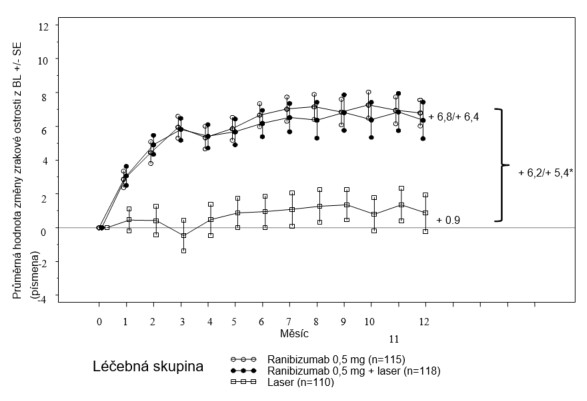 Průměrná hodnota změny zrakové ostrosti z BL +/- SE
(písmena)
12
10
8
6
4
2
0
-2
-4
+ 6,8/+ 6,4
+ 6,2/+ 5,4*
+ 0.9
0 1 2 3 4 5 6 7 8 9 10 11 12
Měsíc
Léčebná skupina
Ranibizumab 0,5 mg (n=115)
Ranibizumab 0,5 mg + laser (n=118)
Laser (n=110)